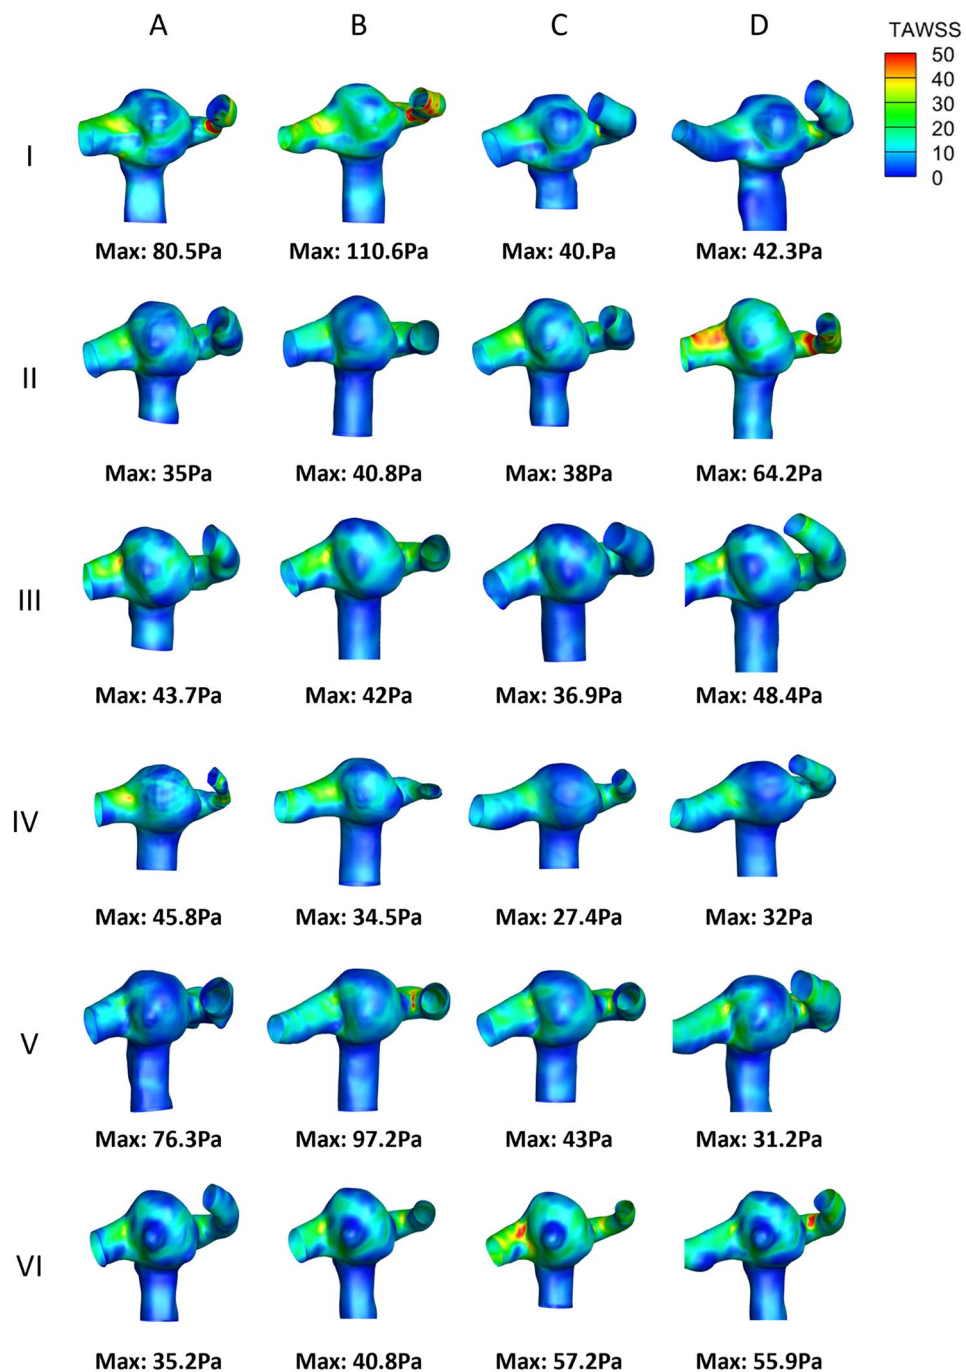 A B C D
TAWSS
50
40
30
20
10
0
I
Max: 80.5Pa Max: 110.6Pa Max: 40.Pa Max: 42.3Pa
II
Max: 35Pa Max: 40.8Pa Max: 38Pa Max: 64.2Pa
III
Max: 43.7Pa Max: 42Pa Max: 36.9Pa Max: 48.4Pa
IV
Max: 45.8Pa Max: 34.5Pa Max: 27.4Pa Max: 32Pa
V
Max: 76.3Pa Max: 97.2Pa Max: 43Pa Max: 31.2Pa
VI
Max: 35.2Pa Max: 40.8Pa Max: 57.2Pa Max: 55.9Pa